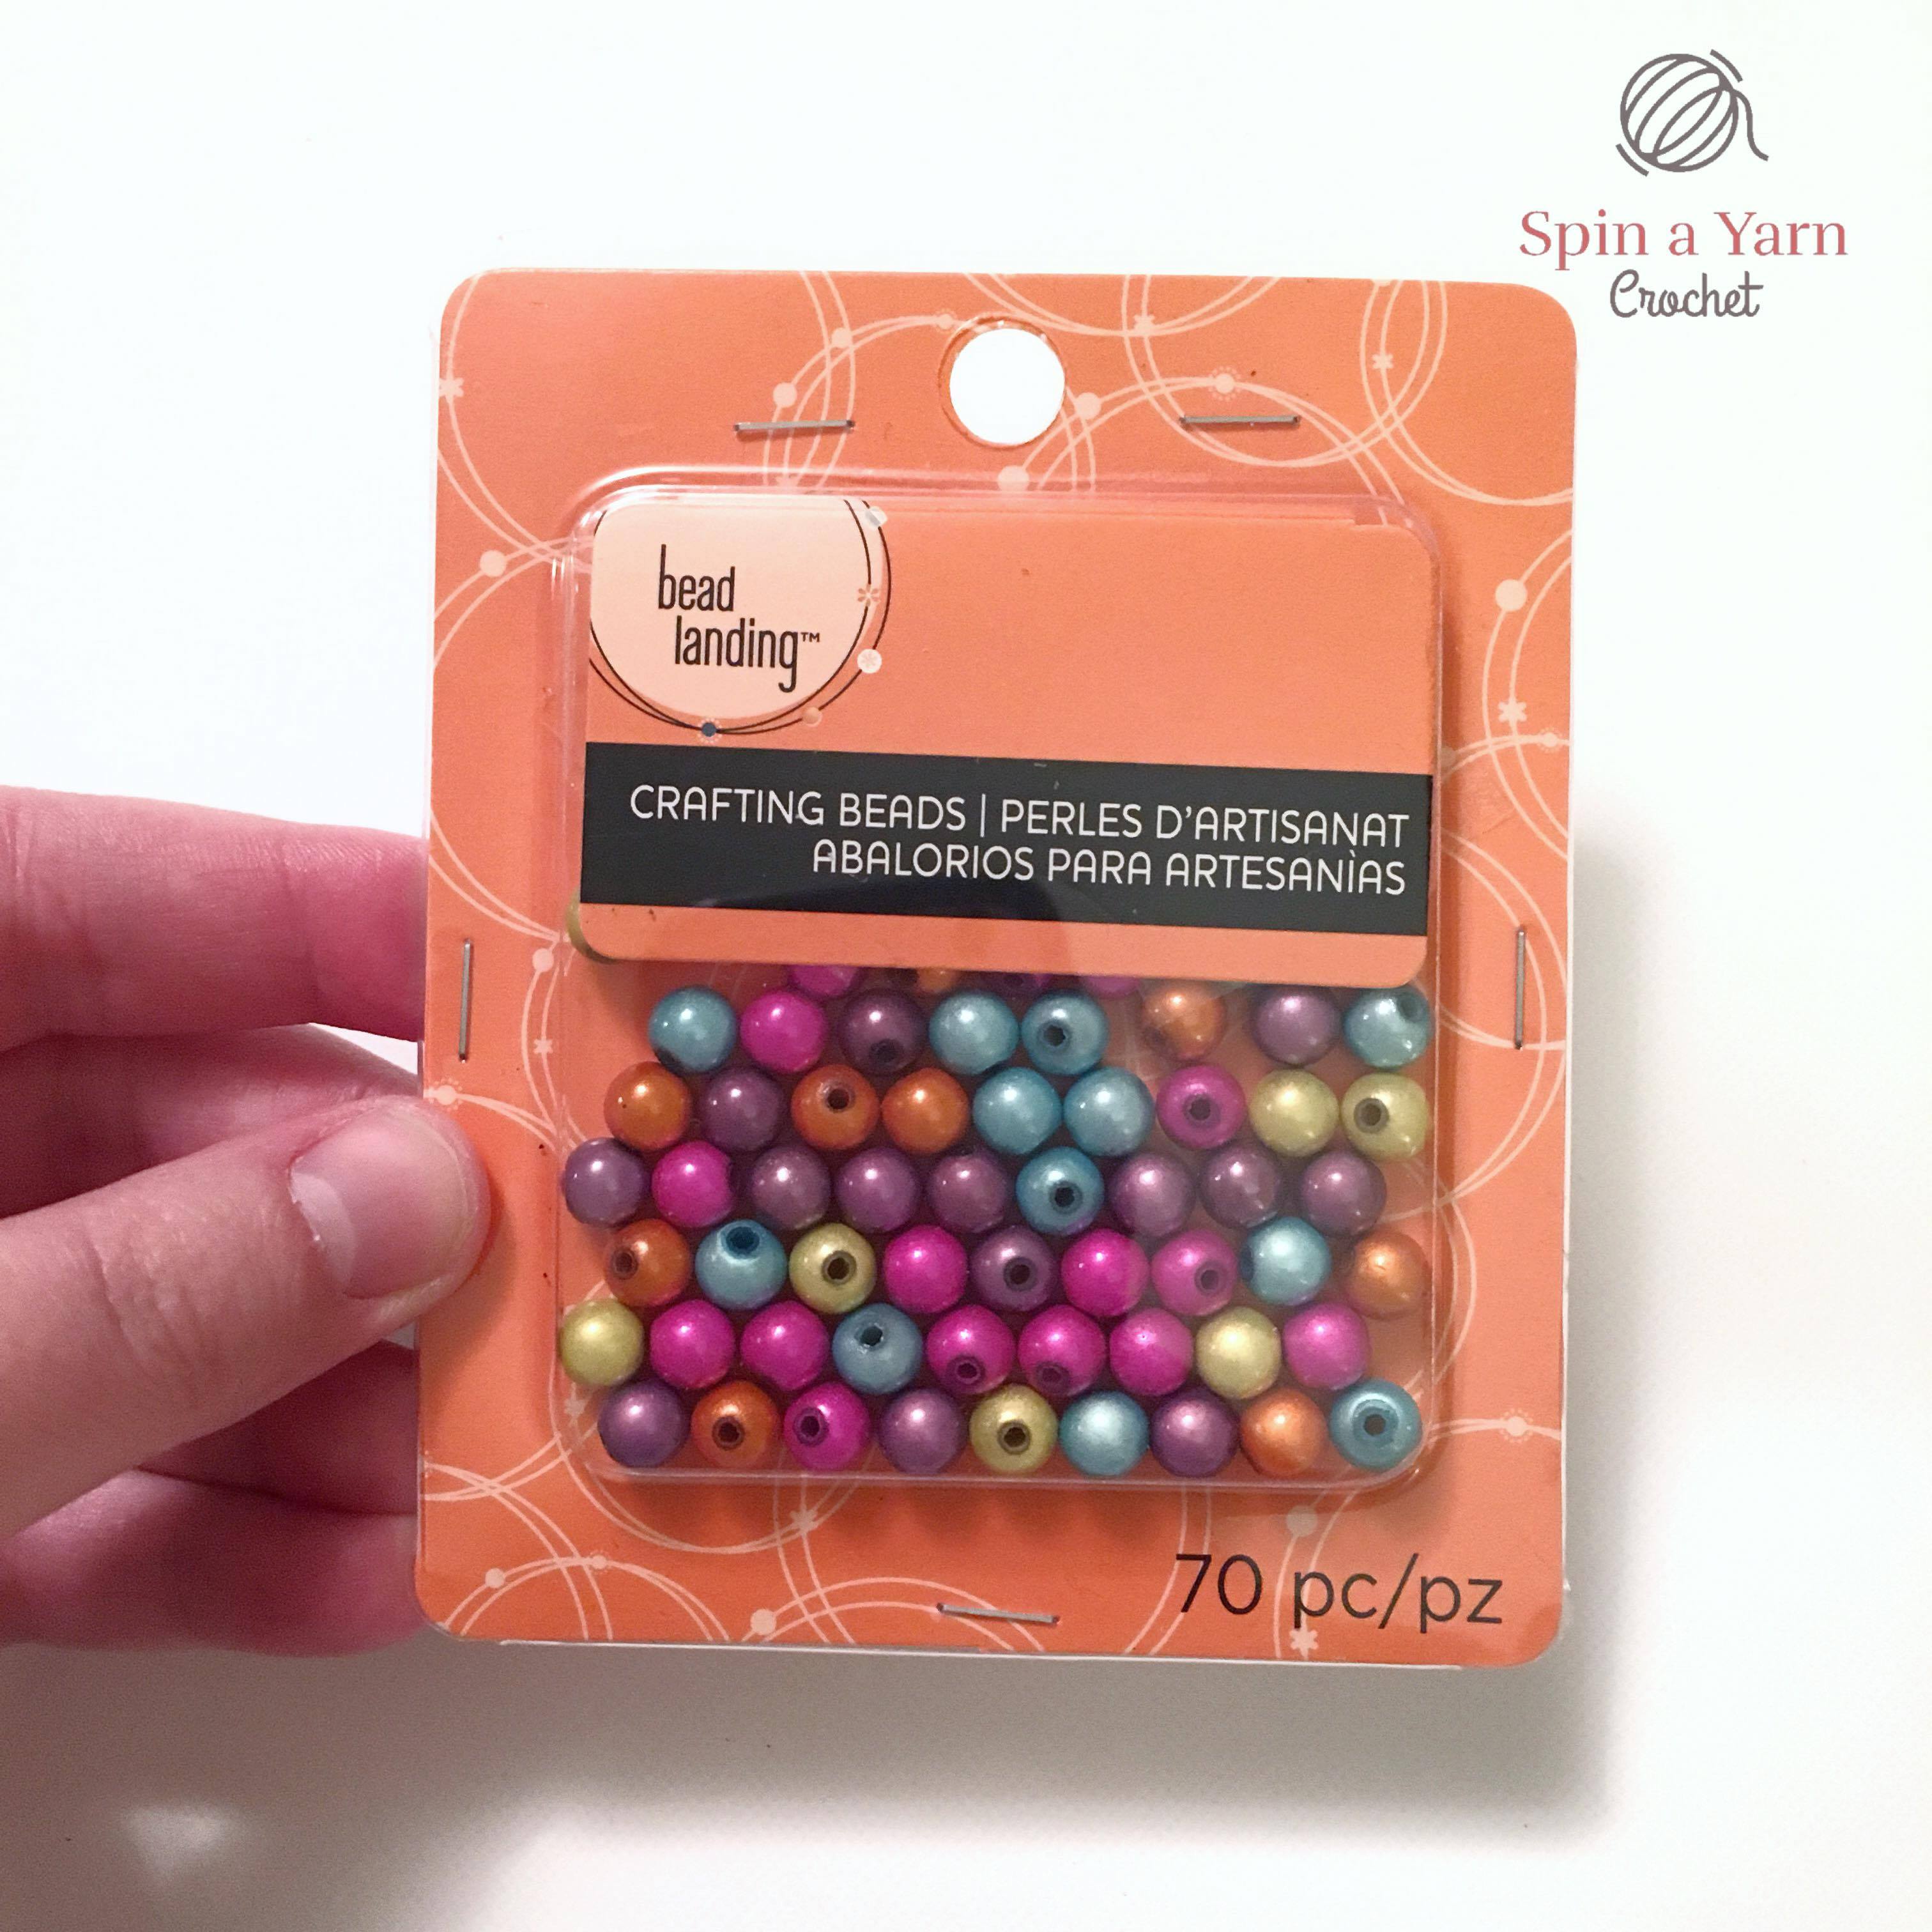 Spin a Yarn
Crochet
bead
landing™
CRAFTING BEADS | PERLES D'ARTISANAT
ABALORIOS PARA ARTESANÌAS
70 pc/pz